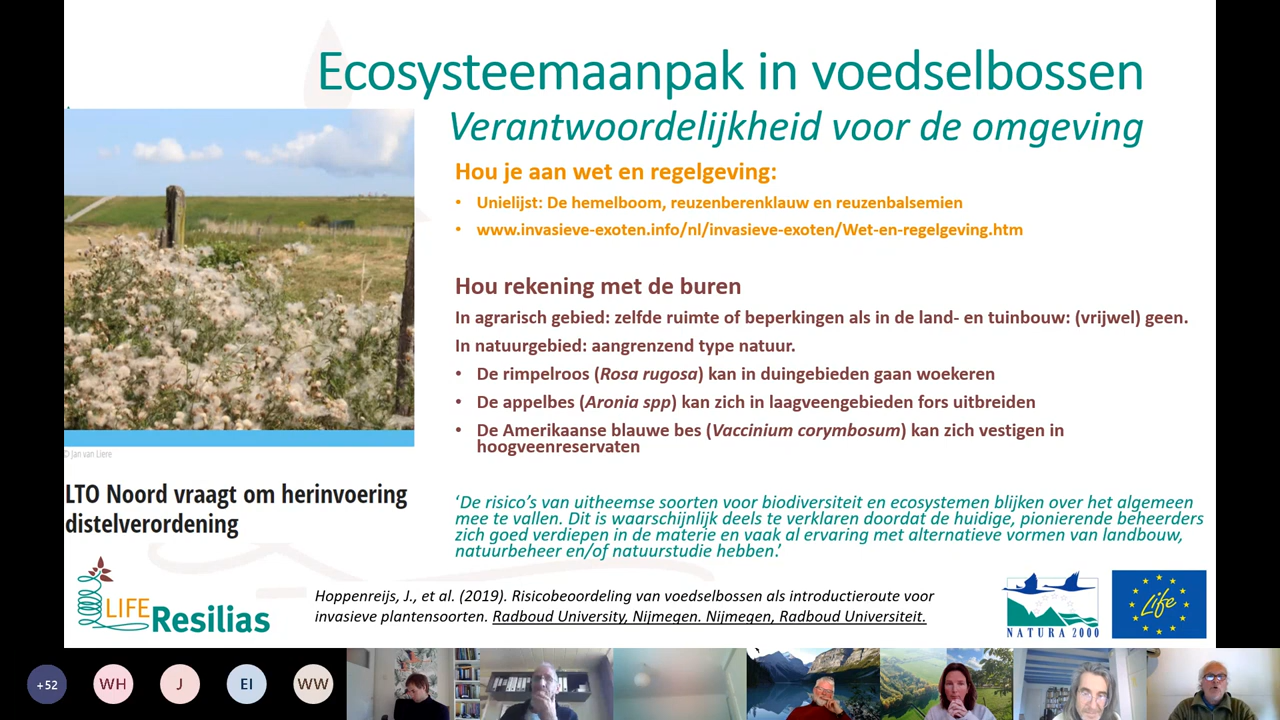 Ecosysteemaanpak in voedselbossen
Verantwoordelijkheid voor de omgeving
Hou je aan wet en regelgeving:
• Unielijst: De hemelboom, reuzenberenklauw en reuzenbalsemien
• www.invasieve-exoten.info/nl/invasieve-exoten/Wet-en-regelgeving.htm
Hou rekening met de buren
In agrarisch gebied: zelfde ruimte of beperkingen als in de land- en tuinbouw: (vrijwel) geen.
In natuurgebied: aangrenzend type natuur.
• De rimpelroos (Rosa rugosa) kan in duingebieden gaan woekeren
• De appelbes (Aronia spp) kan zich in laagveengebieden fors uitbreiden
• De Amerikaanse blauwe bes (Vaccinium corymbosum) kan zich vestigen in
hoogveenreservaten
© Jan van Liere
LTO Noord vraagt om herinvoering
distelverordening
‘De risico’s van uitheemse soorten voor biodiversiteit en ecosystemen blijken over het algemeen
mee te vallen. Dit is waarschijnlijk deels te verklaren doordat de huidige, pionierende beheerders
zich goed verdiepen in de materie en vaak al ervaring met alternatieve vormen van landbouw,
natuurbeheer en/of natuurstudie hebben.’
LIFE
Resilias
Hoppenreijs, J., et al. (2019). Risicobeoordeling van voedselbossen als introductieroute voor
invasieve plantensoorten. Radboud University, Nijmegen. Nijmegen, Radboud Universiteit.
NATURA 2000
Life
+52
WH
J
EI
WW